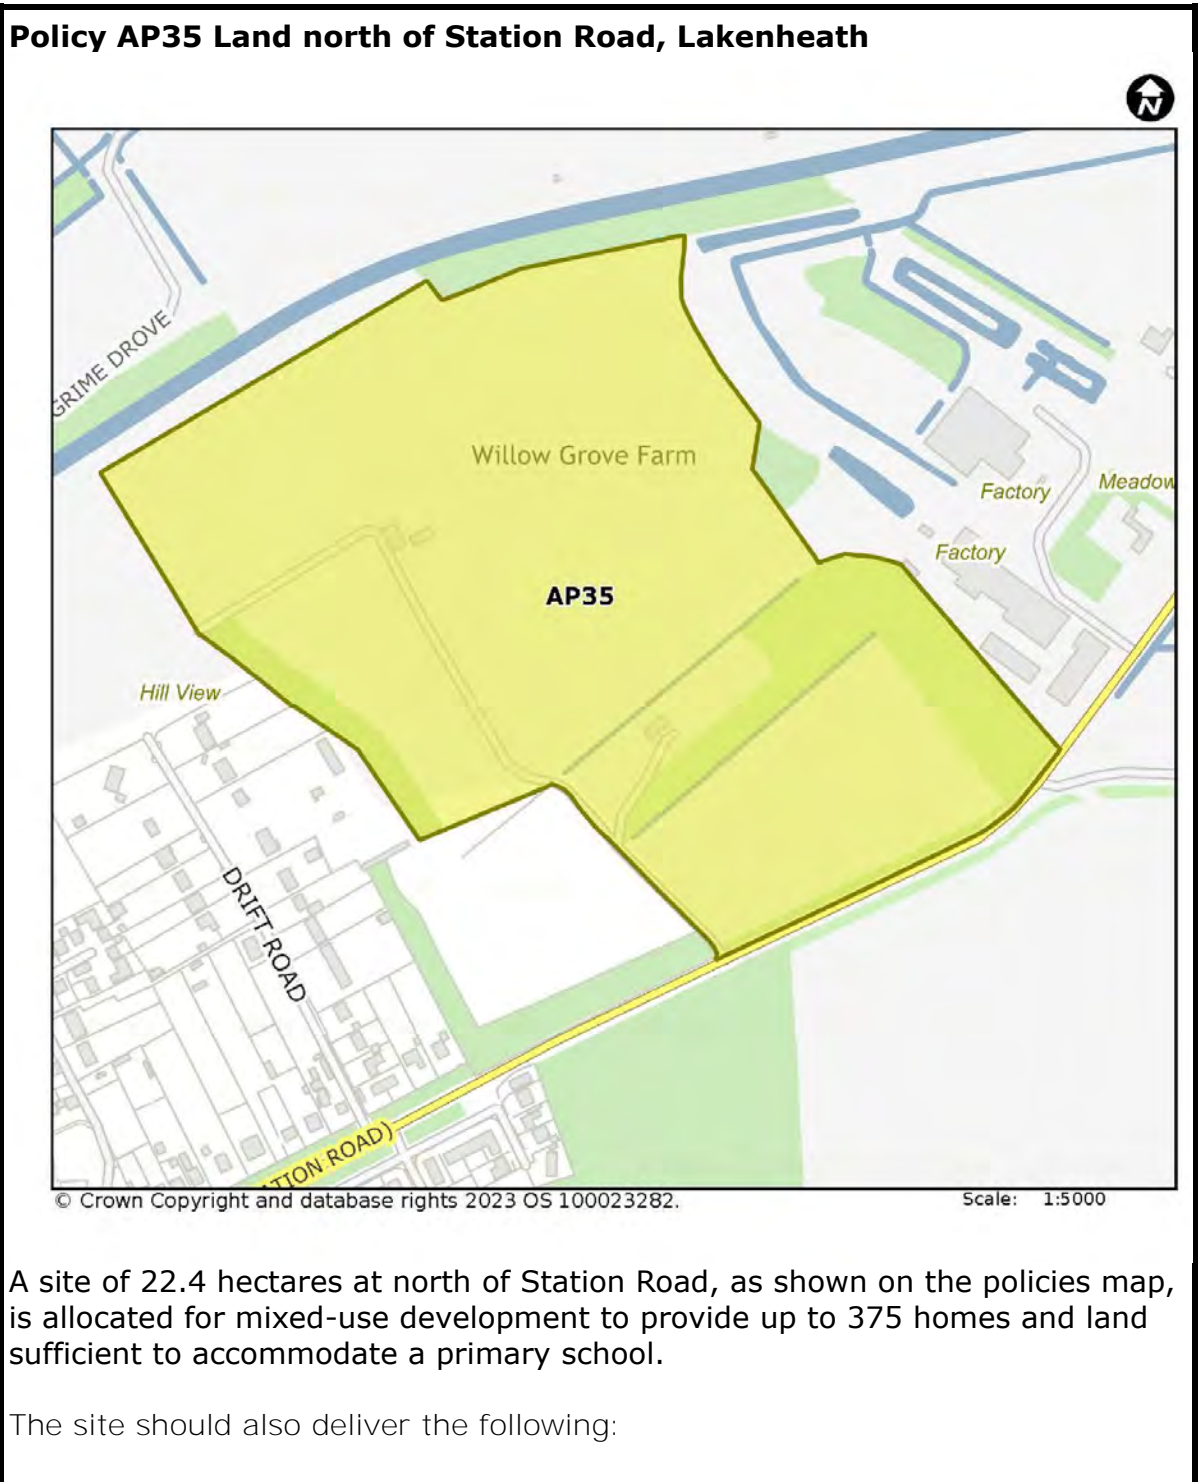 Policy AP35 Land north of Station Road, Lakenheath
N
GRIME DROVE
Willow Grove Farm
Factory
Meadow
Factory
AP35
Hill View
DRIFT ROAD
ATION ROAD)
© Crown Copyright and database rights 2023 OS 100023282.
Scale: 1:5000
A site of 22.4 hectares at north of Station Road, as shown on the policies map,
is allocated for mixed-use development to provide up to 375 homes and land
sufficient to accommodate a primary school.
The site should also deliver the following: